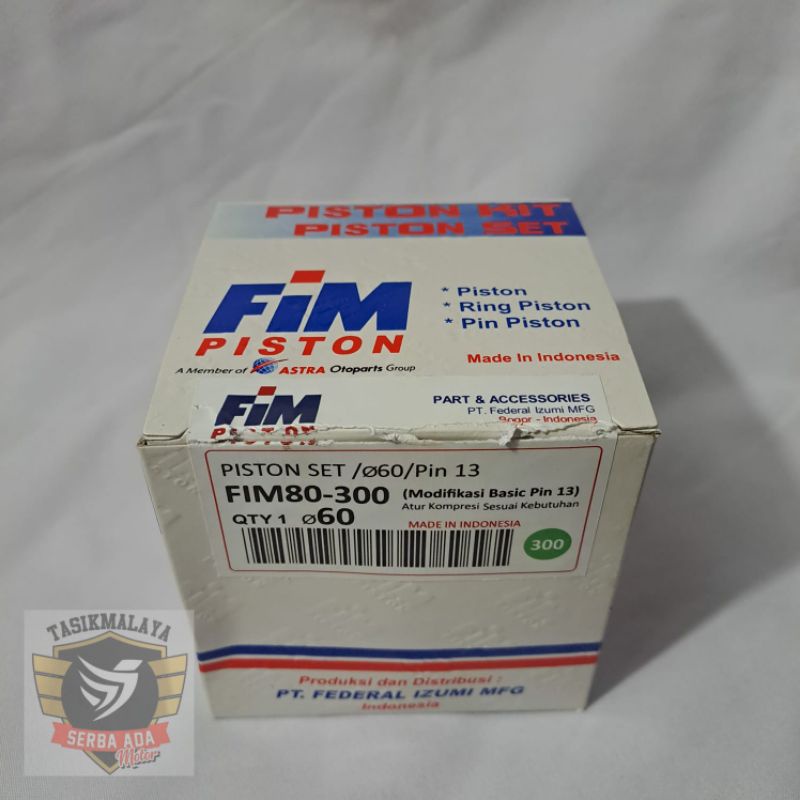 PISTON KIT
PISTON SET
FiM
PISTON
A Member of ASTRA Otoparts Group
* Piston
* Ring Piston
* Pin Piston
Made In Indonesia
FiM
PISTON
PART & ACCESSORIES
PT. Federal Izumi MFG
Bogor - Indonesia
PISTON SET /Ø60/Pin 13
FIM80-300 (Modifikasi Basic Pin 13)
Atur Kompresi Sesuai Kebutuhan
QTY 1 Ø60
MADE IN INDONESIA
300
Produksi dan Distribusi :
PT. FEDERAL IZUMI MFG
Indonesia
TASIKMALAYA
SERBA ADA
Motor